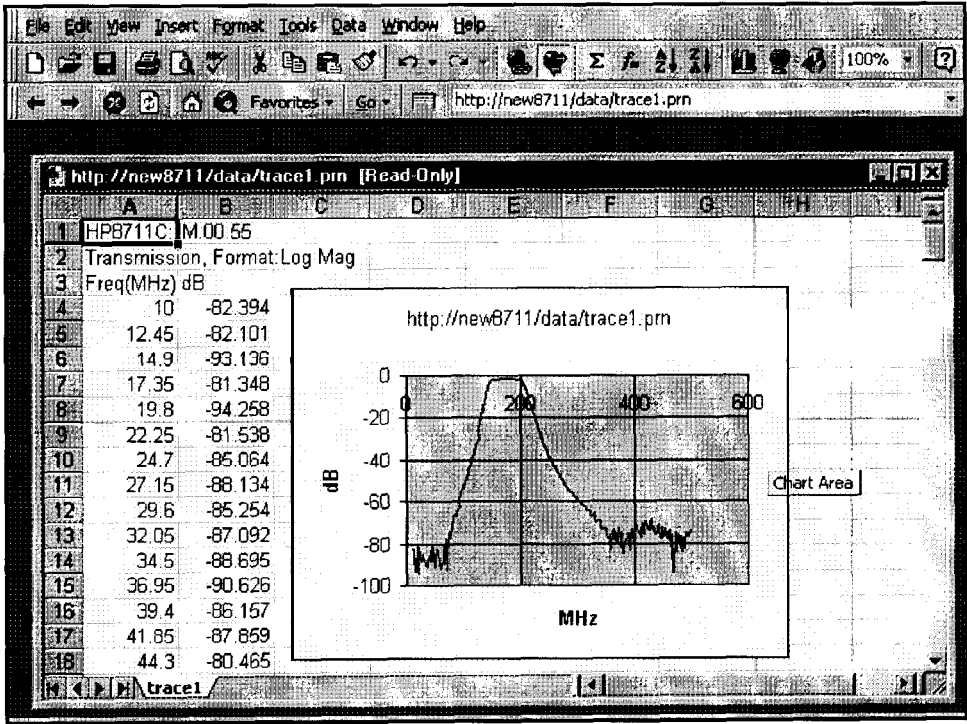 File Edit View Insert Format Tools Data Window Help
Σ 100%
Favorites Go http://new8711/data/trace1.prn
http://new8711/data/trace1.prn [Read-Only]
A B C D E F G H I
1 HP8711C: M.00.55
2 Transmission, Format:Log Mag
3 Freq(MHz) dB
4 10 -82.394
5 12.45 -82.101
6 14.9 -93.136
7 17.35 -81.348
8 19.8 -94.258
9 22.25 -81.538
10 24.7 -85.064
11 27.15 -88.134
12 29.6 -85.254
13 32.05 -87.092
14 34.5 -88.695
15 36.95 -90.626
16 39.4 -86.157
17 41.85 -87.859
18 44.3 -80.465
http://new8711/data/trace1.prn
0
0 200 400 600
-20
-40
-60
-80
-100
dB
MHz
Chart Area
trace1